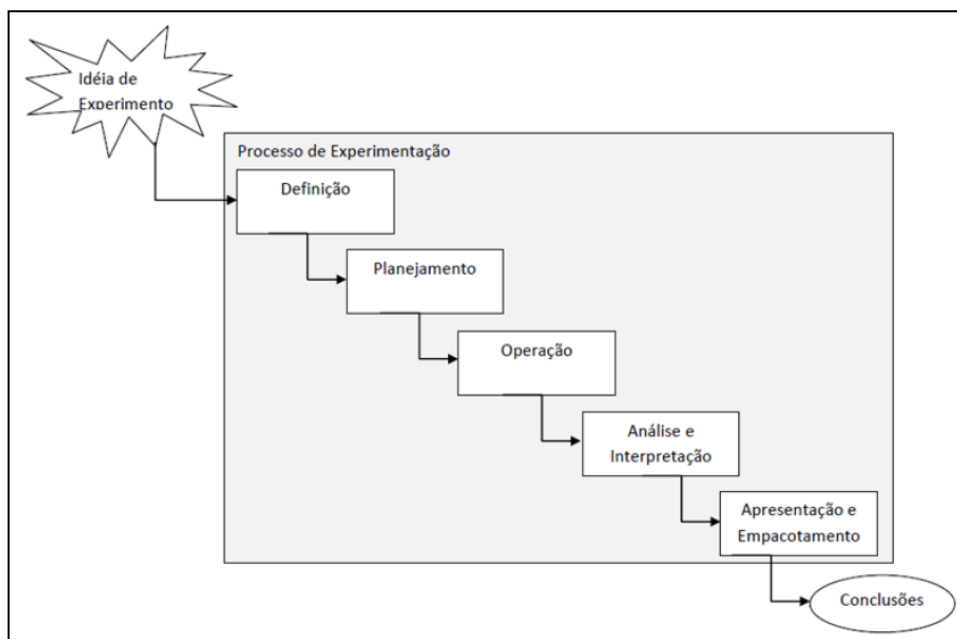 Idéia de
Experimento
Processo de Experimentação
Definição
Planejamento
Operação
Análise e
Interpretação
Apresentação e
Empacotamento
Conclusões